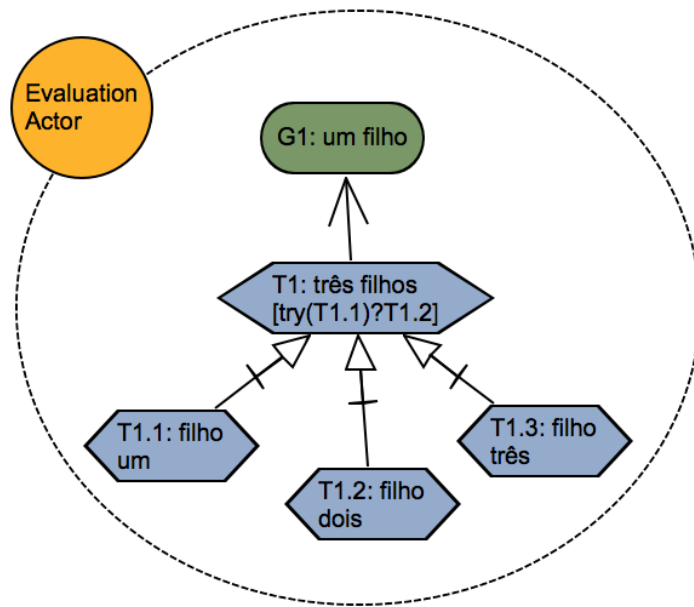 Evaluation
Actor
G1: um filho
T1: três filhos
[try(T1.1)?T1.2]
T1.1: filho
um
T1.2: filho
dois
T1.3: filho
três